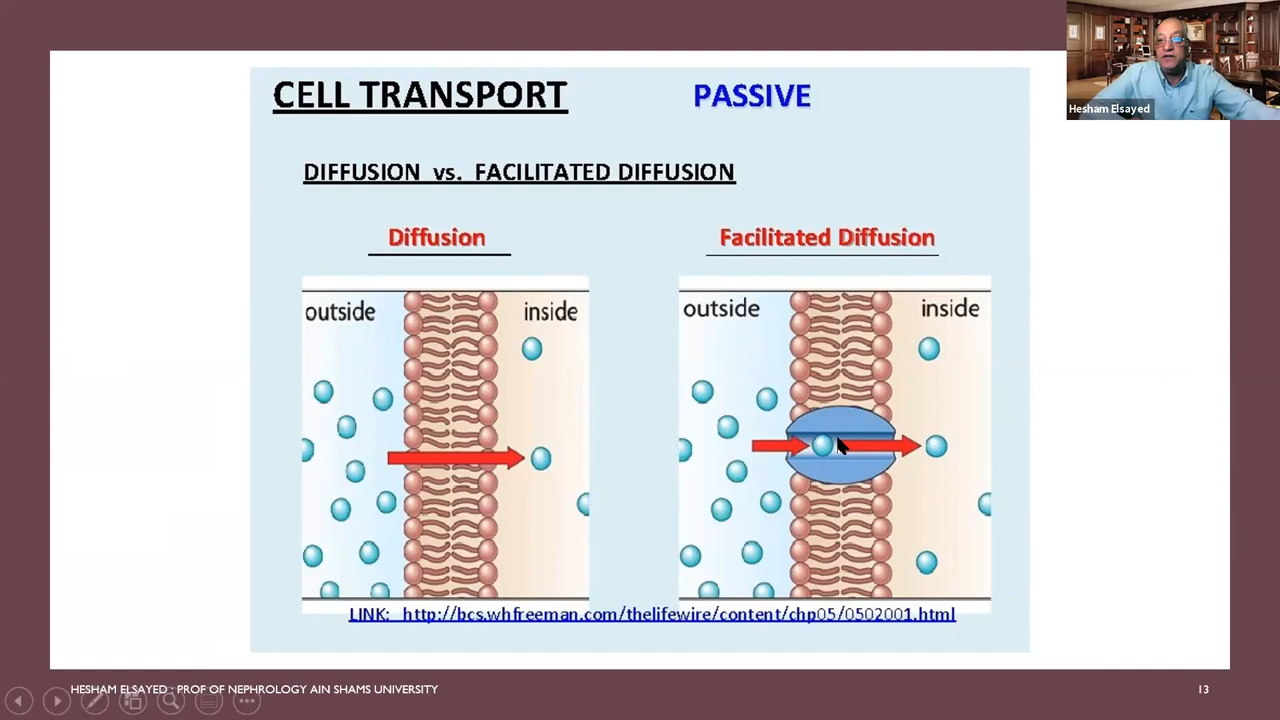 CELL TRANSPORT PASSIVE
Hesham Elsayed
DIFFUSION vs. FACILITATED DIFFUSION
Diffusion Facilitated Diffusion
outside inside outside inside
LINK: http://bcs.whfreeman.com/thelifewire/content/chp05/0502001.html
HESHAM ELSAYED : PROF OF NEPHROLOGY AIN SHAMS UNIVERSITY 13